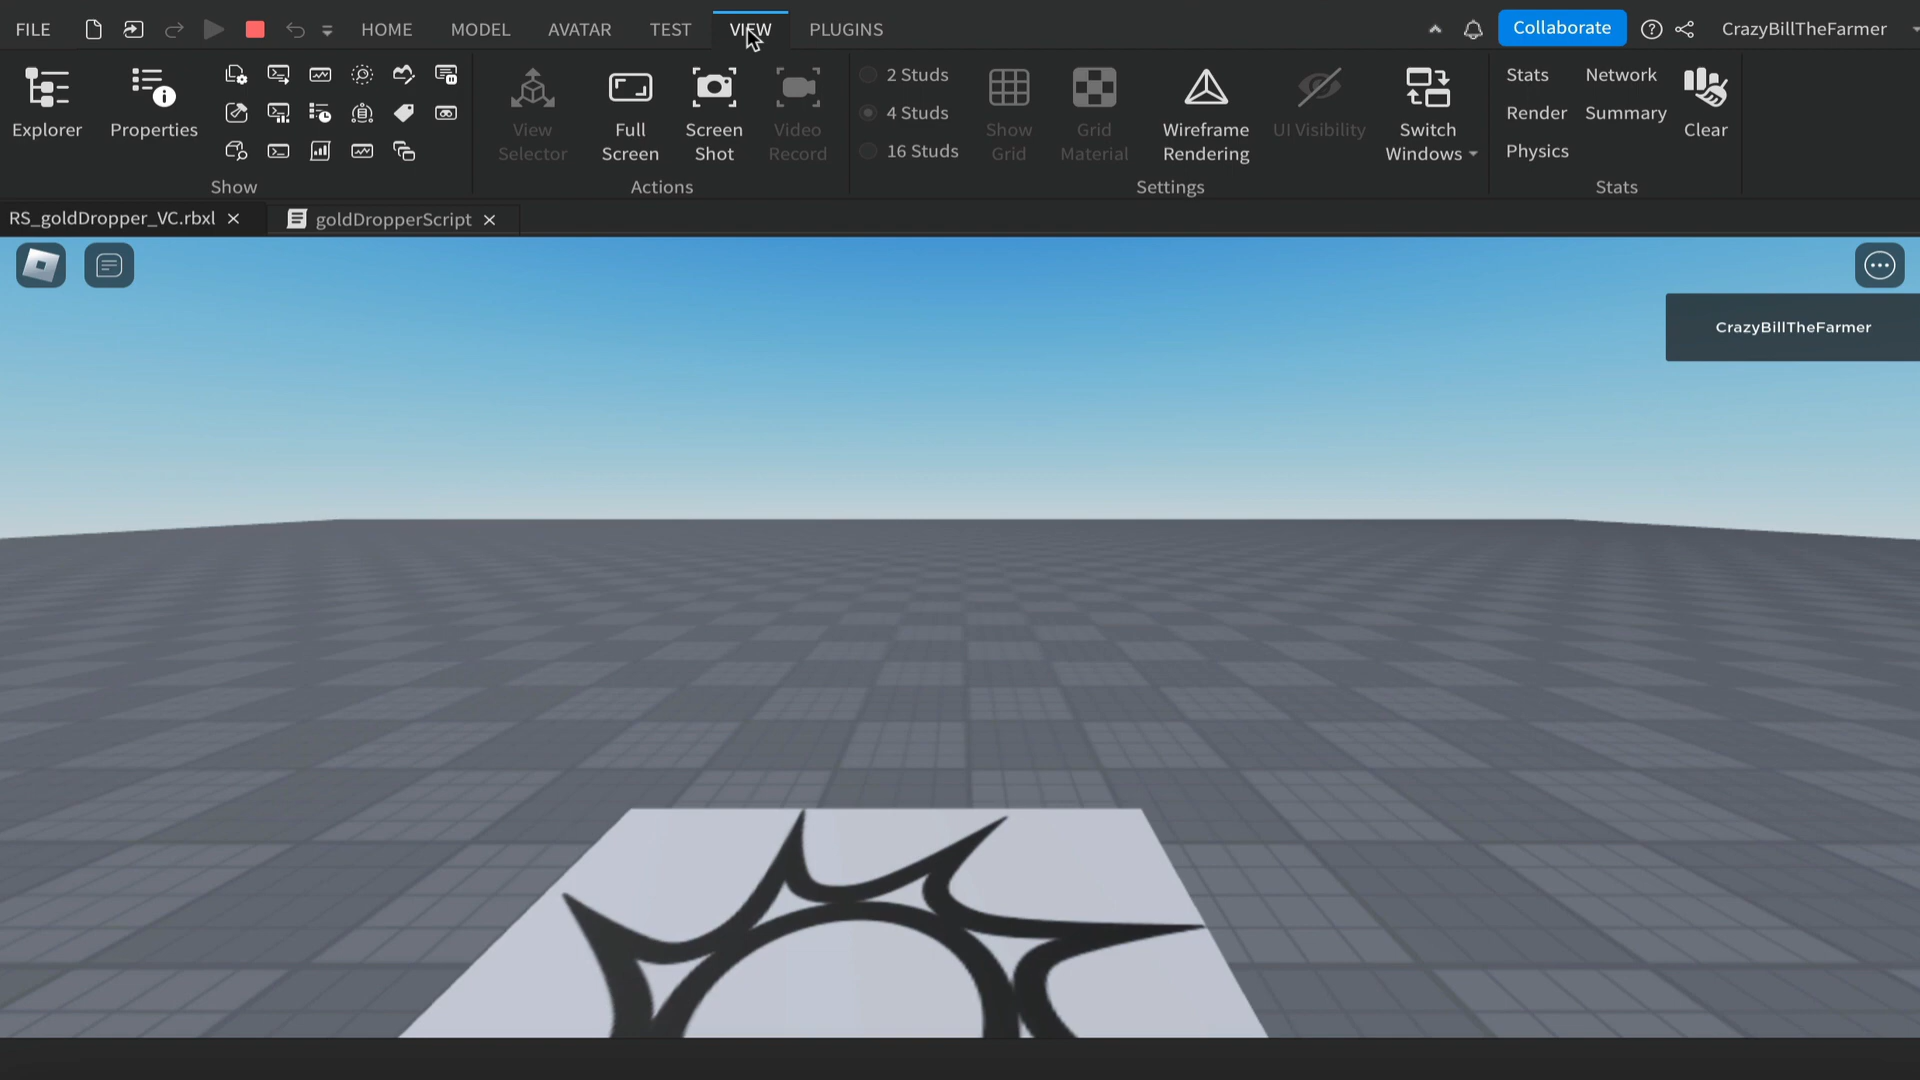 FILE
HOME
MODEL
AVATAR
TEST
VIEW
PLUGINS
Collaborate
CrazyBillTheFarmer
Explorer
Properties
Show
View
Selector
Full
Screen
Screen
Shot
Video
Record
Actions
2 Studs
4 Studs
16 Studs
Show
Grid
Grid
Material
Wireframe
Rendering
UI Visibility
Switch
Windows
Settings
Stats
Network
Render
Summary
Physics
Clear
Stats
RS_goldDropper_VC.rbxl
goldDropperScript
CrazyBillTheFarmer